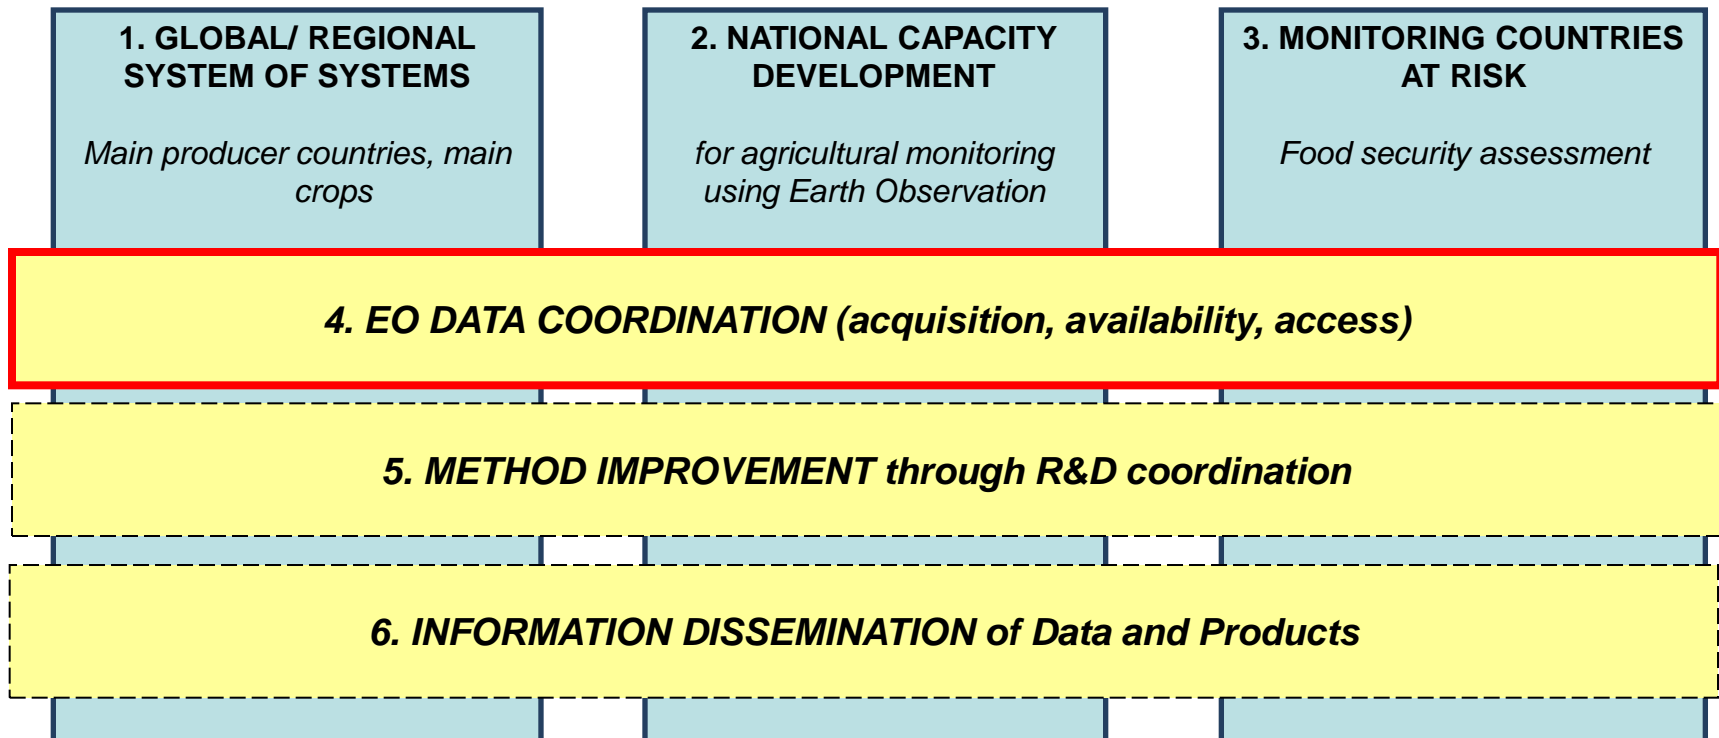 1. GLOBAL/ REGIONAL
SYSTEM OF SYSTEMS
Main producer countries, main
crops
2. NATIONAL CAPACITY
DEVELOPMENT
for agricultural monitoring
using Earth Observation
3. MONITORING COUNTRIES
AT RISK
Food security assessment
4. EO DATA COORDINATION (acquisition, availability, access)
5. METHOD IMPROVEMENT through R&D coordination
6. INFORMATION DISSEMINATION of Data and Products